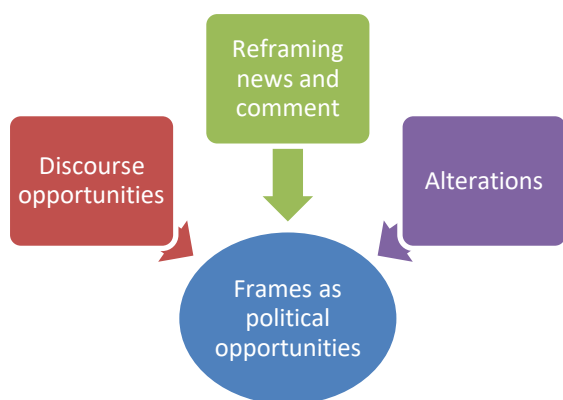 Reframing
news and
comment
Discourse
opportunities
Alterations
Frames as
political
opportunities